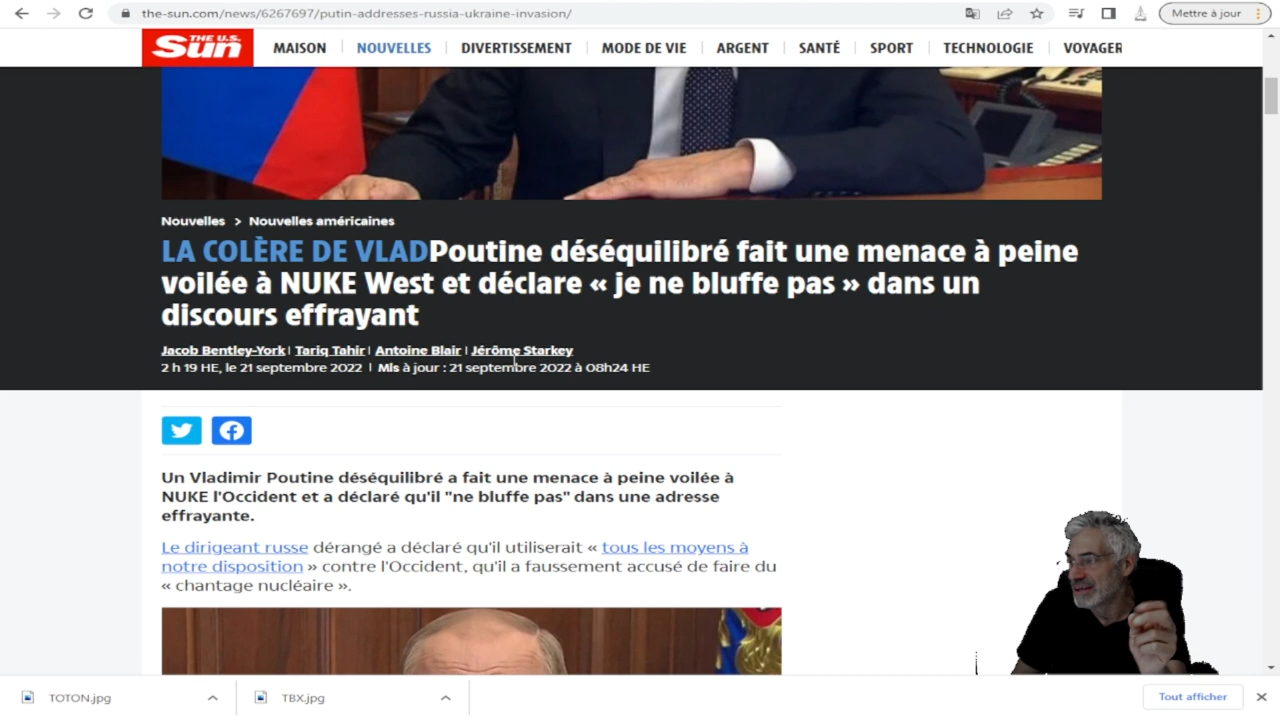 the-sun.com/news/6267697/putin-addresses-russia-ukraine-invasion/
Mettre à jour
THE U.S. Sun
MAISON NOUVELLES DIVERTISSEMENT MODE DE VIE ARGENT SANTÉ SPORT TECHNOLOGIE VOYAGER
Nouvelles > Nouvelles américaines
LA COLÈRE DE VLADPoutine déséquilibré fait une menace à peine
voilée à NUKE West et déclare « je ne bluffe pas » dans un
discours effrayant
Jacob Bentley-York | Tariq Tahir | Antoine Blair | Jérôme Starkey
2 h 19 HE, le 21 septembre 2022 | Mis à jour : 21 septembre 2022 à 08h24 HE
Un Vladimir Poutine déséquilibré a fait une menace à peine voilée à
NUKE l'Occident et a déclaré qu'il "ne bluffe pas" dans une adresse
effrayante.
Le dirigeant russe dérangé a déclaré qu'il utiliserait « tous les moyens à
notre disposition » contre l'Occident, qu'il a faussement accusé de faire du
« chantage nucléaire ».
TOTON.jpg
TBX.jpg
Tout afficher